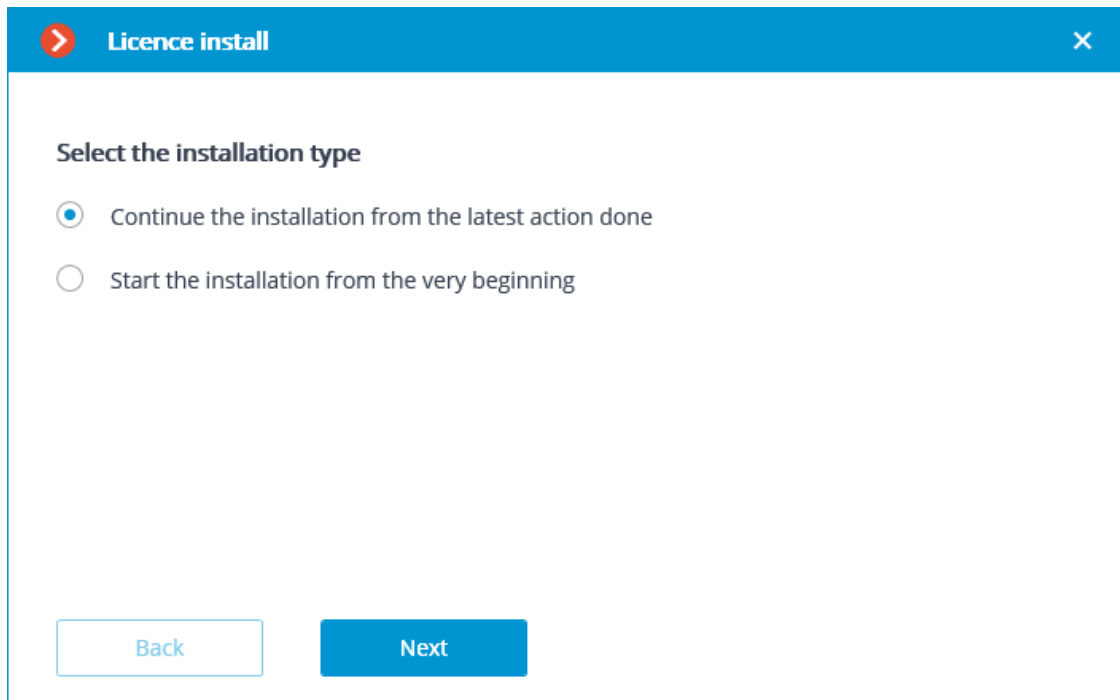 Licence install
Select the installation type
Continue the installation from the latest action done
Start the installation from the very beginning
Back
Next